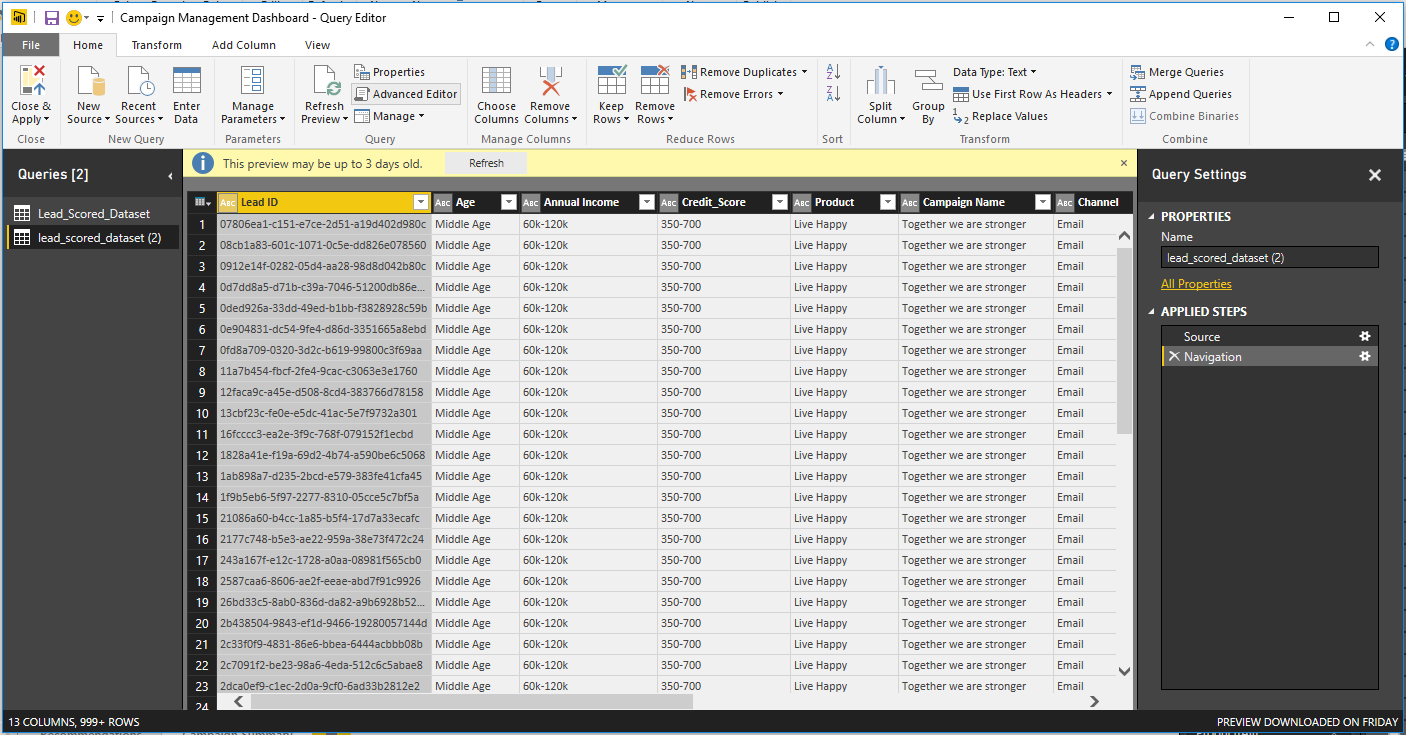 Campaign Management Dashboard - Query Editor
File Home Transform Add Column View
Close & Apply
New Source
Recent Sources
Enter Data
Manage Parameters
Refresh Preview
Properties
Advanced Editor
Manage
Choose Columns
Remove Columns
Keep Rows
Remove Rows
Remove Duplicates
Remove Errors
Split Column
Group By
Data Type: Text
Use First Row As Headers
Replace Values
Merge Queries
Append Queries
Combine Binaries
Close New Query Parameters Query Manage Columns Reduce Rows Sort Transform Combine
Queries [2]
Lead_Scored_Dataset
lead_scored_dataset (2)
This preview may be up to 3 days old. Refresh
ABC Lead ID ABC Age ABC Annual Income ABC Credit_Score ABC Product ABC Campaign Name ABC Channel
1 07806ea1-c151-e7ce-2d51-a19d402d980c Middle Age 60k-120k 350-700 Live Happy Together we are stronger Email
2 08cb1a83-601c-1071-0c5e-dd826e078560 Middle Age 60k-120k 350-700 Live Happy Together we are stronger Email
3 0912e14f-0282-05d4-aa28-98d8d042b80c Middle Age 60k-120k 350-700 Live Happy Together we are stronger Email
4 0d7dd8a5-d71b-c39a-7046-51200db86e... Middle Age 60k-120k 350-700 Live Happy Together we are stronger Email
5 0ded926a-33dd-49ed-b1bb-f3828928c59b Middle Age 60k-120k 350-700 Live Happy Together we are stronger Email
6 0e904831-dc54-9fe4-d86d-3351665a8ebd Middle Age 60k-120k 350-700 Live Happy Together we are stronger Email
7 0fd8a709-0320-3d2c-b619-99800c3f69aa Middle Age 60k-120k 350-700 Live Happy Together we are stronger Email
8 11a7b454-fbcf-2fe4-9cac-c3063e3e1760 Middle Age 60k-120k 350-700 Live Happy Together we are stronger Email
9 12faca9c-a45e-d508-8cd4-383766d78158 Middle Age 60k-120k 350-700 Live Happy Together we are stronger Email
10 13cbf23c-fe0e-e5dc-41ac-5e7f9732a301 Middle Age 60k-120k 350-700 Live Happy Together we are stronger Email
11 16fcccc3-ea2e-3f9c-768f-079152f1ecbd Middle Age 60k-120k 350-700 Live Happy Together we are stronger Email
12 1828a41e-f19a-69d2-4b74-a590be6c5068 Middle Age 60k-120k 350-700 Live Happy Together we are stronger Email
13 1ab898a7-d235-2bcd-e579-383fe41cfa45 Middle Age 60k-120k 350-700 Live Happy Together we are stronger Email
14 1f9b5eb6-5f97-2277-8310-05cce5c7bf5a Middle Age 60k-120k 350-700 Live Happy Together we are stronger Email
15 21086a60-b4cc-1a85-b5f4-17d7a33ecafc Middle Age 60k-120k 350-700 Live Happy Together we are stronger Email
16 2177c748-b5e3-ae22-959a-38e73f472c24 Middle Age 60k-120k 350-700 Live Happy Together we are stronger Email
17 243a167f-e12c-1728-a0aa-08981f565cb0 Middle Age 60k-120k 350-700 Live Happy Together we are stronger Email
18 2587caa6-8606-ae2f-eeae-abd7f91c9926 Middle Age 60k-120k 350-700 Live Happy Together we are stronger Email
19 26bd33c5-8ab0-836d-da82-a9b6928b52... Middle Age 60k-120k 350-700 Live Happy Together we are stronger Email
20 2b438504-9843-ef1d-9466-19280057144d Middle Age 60k-120k 350-700 Live Happy Together we are stronger Email
21 2c33f0f9-4831-86e6-bbea-6444acbbb08b Middle Age 60k-120k 350-700 Live Happy Together we are stronger Email
22 2c7091f2-be23-98a6-4eda-512c6c5abae8 Middle Age 60k-120k 350-700 Live Happy Together we are stronger Email
23 2dca0ef9-c1ec-2d0a-9cf0-6ad33b2812e2 Middle Age 60k-120k 350-700 Live Happy Together we are stronger Email
24
Query Settings
PROPERTIES
Name
lead_scored_dataset (2)
All Properties
APPLIED STEPS
Source
Navigation
13 COLUMNS, 999+ ROWS
PREVIEW DOWNLOADED ON FRIDAY